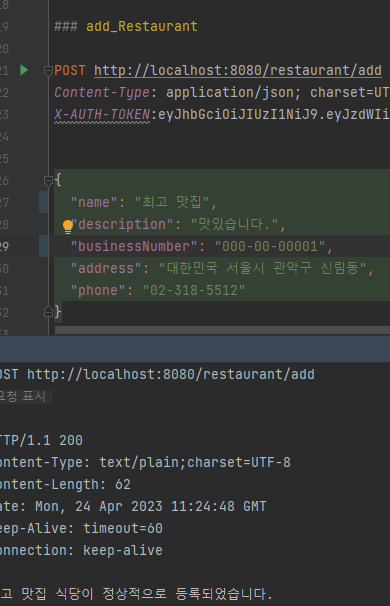 18
19 ### add_Restaurant
20
21 POST http://localhost:8080/restaurant/add
22 Content-Type: application/json; charset=UT
23 X-AUTH-TOKEN:eyJhbGciOiJIUzI1NiJ9.eyJzdWIi
24
25
26 {
27 "name": "최고 맛집",
28 "description": "맛있습니다.",
29 "businessNumber": "000-00-00001",
30 "address": "대한민국 서울시 관악구 신림동",
31 "phone": "02-318-5512"
32 }
33
OST http://localhost:8080/restaurant/add
요청 표시
TTP/1.1 200
ontent-Type: text/plain;charset=UTF-8
ontent-Length: 62
ate: Mon, 24 Apr 2023 11:24:48 GMT
eep-Alive: timeout=60
onnection: keep-alive
고 맛집 식당이 정상적으로 등록되었습니다.